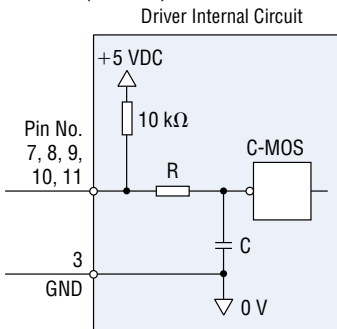 Driver Internal Circuit
+5 VDC
10 kΩ
Pin No.
7, 8, 9,
10, 11
C-MOS
R
C
3
GND
0 V